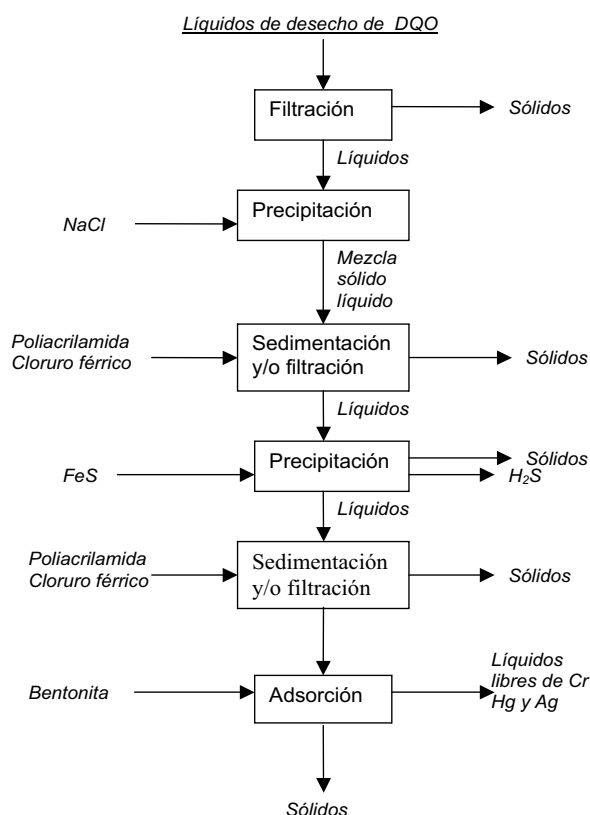 Líquidos de desecho de DQO
Filtración
Sólidos
Líquidos
NaCl
Precipitación
Mezcla
sólido
líquido
Poliacrilamida
Cloruro férrico
Sedimentación
y/o filtración
Sólidos
Líquidos
FeS
Precipitación
Sólidos
H₂S
Líquidos
Poliacrilamida
Cloruro férrico
Sedimentación
y/o filtración
Sólidos
Bentonita
Adsorción
Líquidos
libres de Cr
Hg y Ag
Sólidos